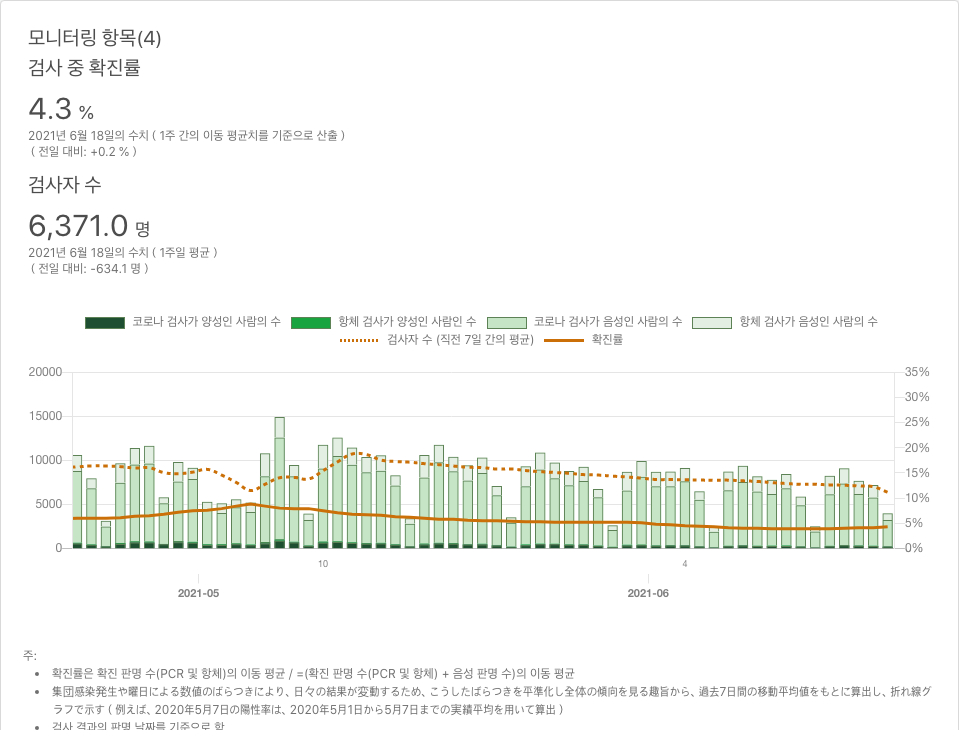 모니터링 항목(4)
검사 중 확진률
4.3 %
2021년 6월 18일의 수치 ( 1주 간의 이동 평균치를 기준으로 산출 )
( 전일 대비: +0.2 % )
검사자 수
6,371.0 명
2021년 6월 18일의 수치 ( 1주일 평균 )
( 전일 대비: -634.1 명 )
코로나 검사가 양성인 사람의 수 항체 검사가 양성인 사람인 수 코로나 검사가 음성인 사람의 수 항체 검사가 음성인 사람의 수
검사자 수 (직전 7일 간의 평균) 확진률
20000 35%
30%
15000 25%
20%
10000 15%
10%
5000 5%
0 0%
10 4
2021-05 2021-06
주:
• 확진률은 확진 판명 수(PCR 및 항체)의 이동 평균 / =(확진 판명 수(PCR 및 항체) + 음성 판명 수)의 이동 평균
• 集団感染発生や曜日による数値のばらつきにより、日々の結果が変動するため、こうしたばらつきを平準化し全体の傾向を見る趣旨から、過去7日間の移動平均値をもとに算出し、折れ線グ
ラフで示す ( 例えば、2020年5月7日の陽性率は、2020年5月1日から5月7日までの実績平均を用いて算出 )
• 검사 결과의 판명 날짜를 기준으로 함